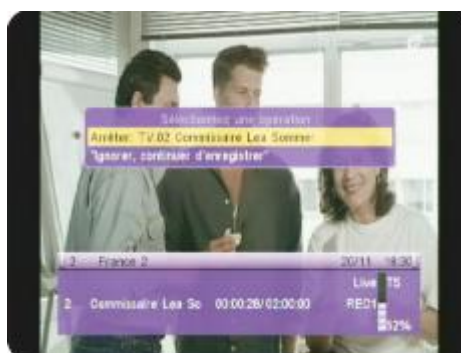 Sélectionnez une opération
Arrêter: TV.02 Commissaire Lea Sommer
"Ignorer, continuer d'enregistrer"
2 France 2 20/11 18:30
Live TS
2 Commissaire Lea So 00:00:28/02:00:00 REC1
52%